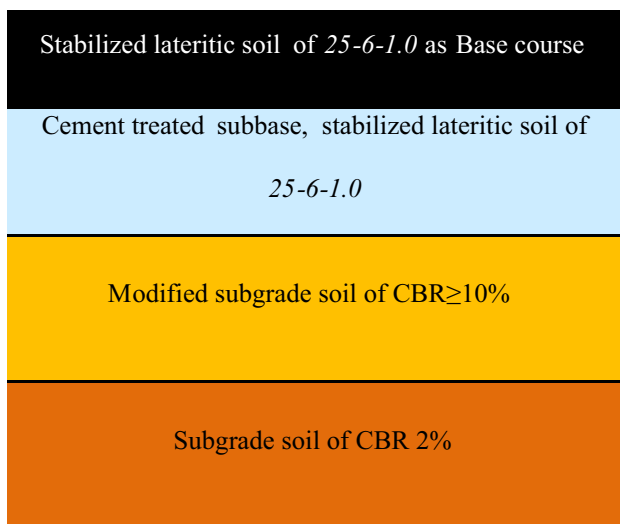 Stabilized lateritic soil of 25-6-1.0 as Base course
Cement treated subbase, stabilized lateritic soil of
25-6-1.0
Modified subgrade soil of CBR≥10%
Subgrade soil of CBR 2%